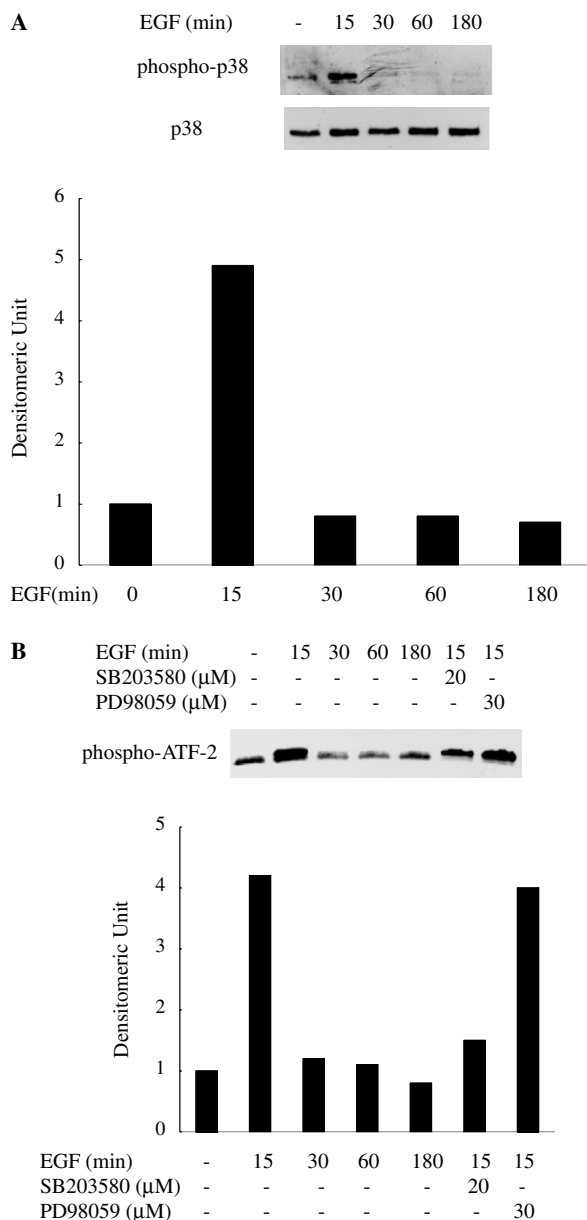 A
EGF (min) - 15 30 60 180
phospho-p38
p38
6
5
4
3
2
1
0
Densitomeric Unit
EGF(min) 0 15 30 60 180
B
EGF (min) - 15 30 60 180 15 15
SB203580 (μM) - - - - - 20 -
PD98059 (μM) - - - - - - 30
phospho-ATF-2
5
4
3
2
1
0
Densitomeric Unit
EGF (min) - 15 30 60 180 15 15
SB203580 (μM) - - - - - 20 -
PD98059 (μM) - - - - - - 30